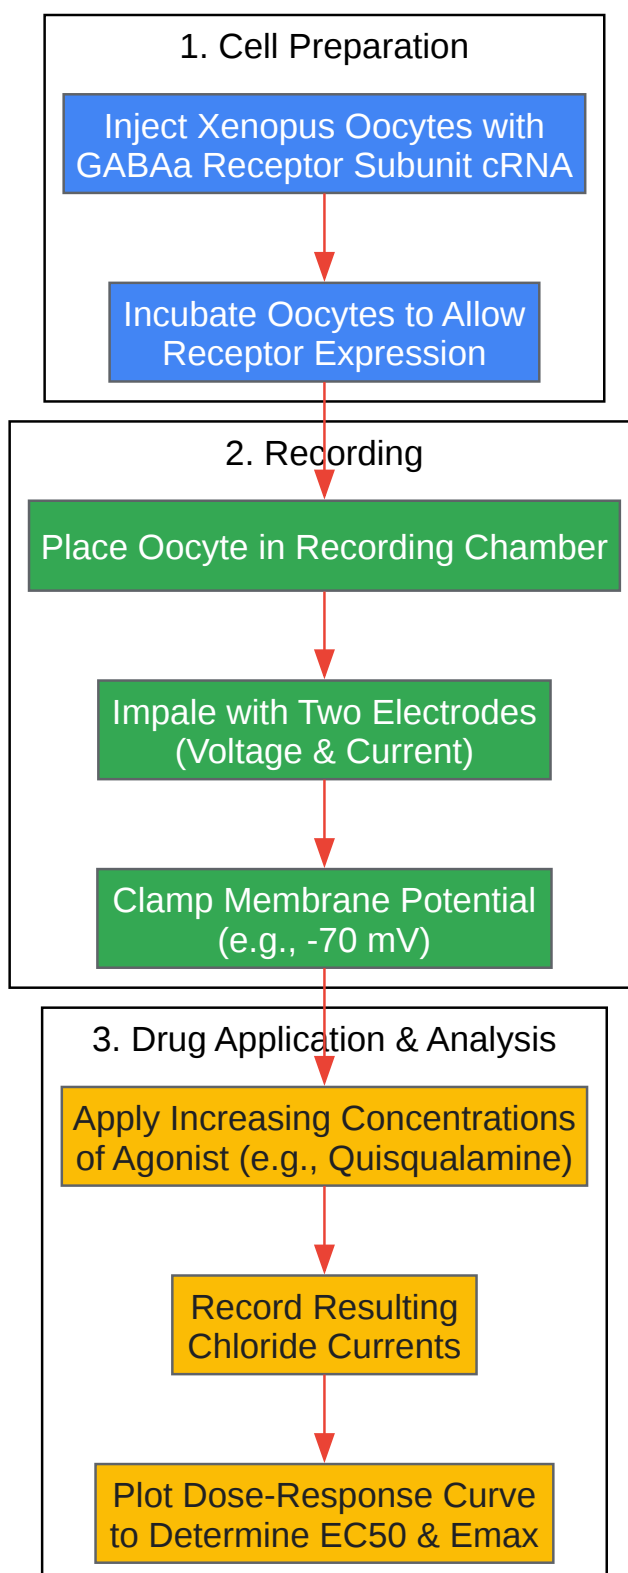 1. Cell Preparation
Inject Xenopus Oocytes with
GABAa Receptor Subunit cRNA
Incubate Oocytes to Allow
Receptor Expression
2. Recording
Place Oocyte in Recording Chamber
Impale with Two Electrodes
(Voltage & Current)
Clamp Membrane Potential
(e.g., -70 mV)
3. Drug Application & Analysis
Apply Increasing Concentrations
of Agonist (e.g., Quisqualamine)
Record Resulting
Chloride Currents
Plot Dose-Response Curve
to Determine EC50 & Emax